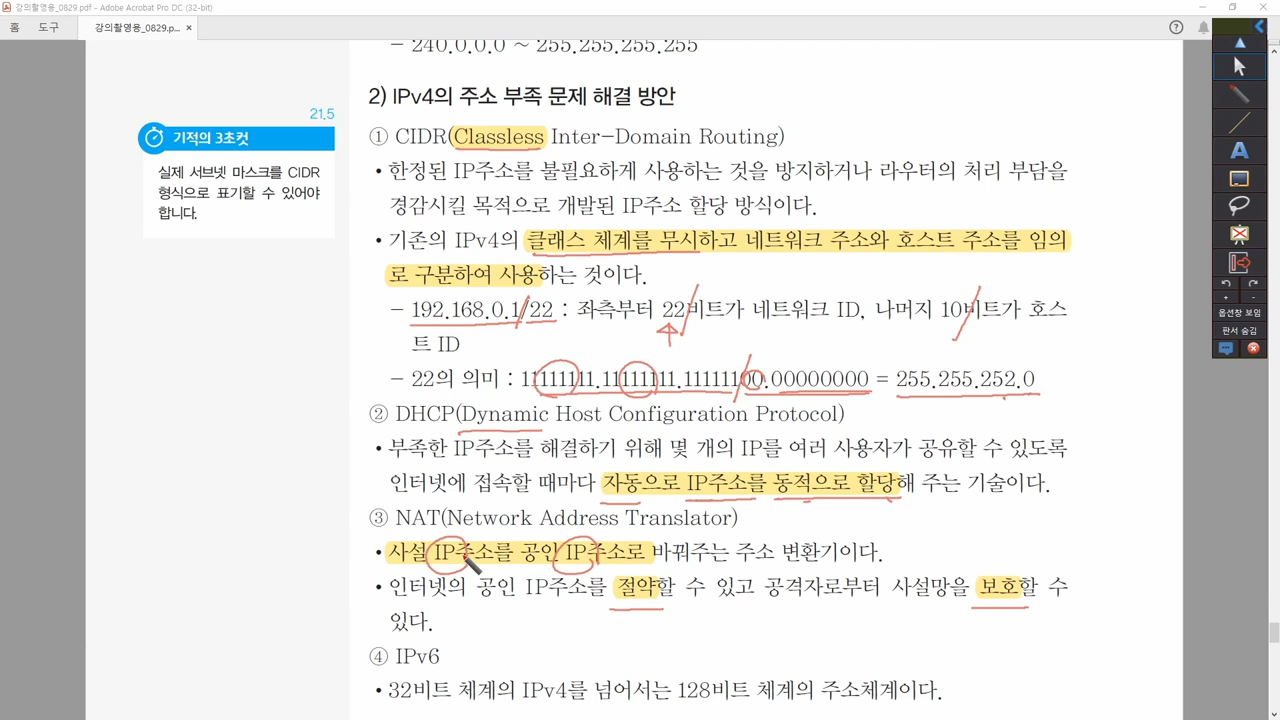 강의촬영용_0829.pdf - Adobe Acrobat Pro DC (32-bit)
홈 도구 강의촬영용_0829.p... ×
- 240.0.0.0 ~ 255.255.255.255
2) IPv4의 주소 부족 문제 해결 방안
21.5
기적의 3초컷
실제 서브넷 마스크를 CIDR
형식으로 표기할 수 있어야
합니다.
① CIDR(Classless Inter-Domain Routing)
• 한정된 IP주소를 불필요하게 사용하는 것을 방지하거나 라우터의 처리 부담을
경감시킬 목적으로 개발된 IP주소 할당 방식이다.
• 기존의 IPv4의 클래스 체계를 무시하고 네트워크 주소와 호스트 주소를 임의
로 구분하여 사용하는 것이다.
- 192.168.0.1/22 : 좌측부터 22비트가 네트워크 ID, 나머지 10비트가 호스
트 ID
- 22의 의미 : 11111111.11111111.11111100.00000000 = 255.255.252.0
② DHCP(Dynamic Host Configuration Protocol)
• 부족한 IP주소를 해결하기 위해 몇 개의 IP를 여러 사용자가 공유할 수 있도록
인터넷에 접속할 때마다 자동으로 IP주소를 동적으로 할당해 주는 기술이다.
③ NAT(Network Address Translator)
• 사설 IP주소를 공인 IP주소로 바꿔주는 주소 변환기이다.
• 인터넷의 공인 IP주소를 절약할 수 있고 공격자로부터 사설망을 보호할 수
있다.
④ IPv6
• 32비트 체계의 IPv4를 넘어서는 128비트 체계의 주소체계이다.
A
옵션창 보임
판서 숨김